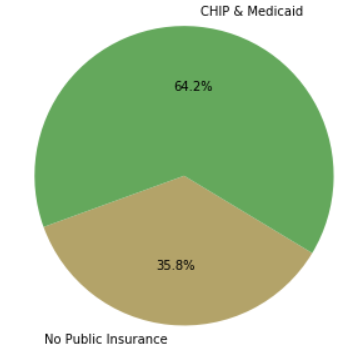 CHIP & Medicaid
64.2%
35.8%
No Public Insurance